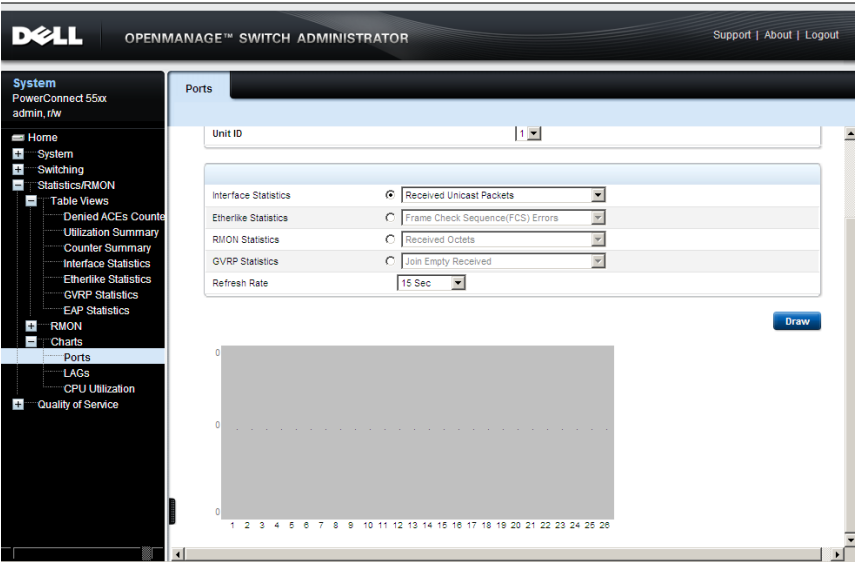 DELL
OPENMANAGE™ SWITCH ADMINISTRATOR
Support | About | Logout
System
PowerConnect 55xx
admin, r/w
Home
System
Switching
Statistics/RMON
Table Views
Denied ACEs Counte
Utilization Summary
Counter Summary
Interface Statistics
Etherlike Statistics
GVRP Statistics
EAP Statistics
RMON
Charts
Ports
LAGs
CPU Utilization
Quality of Service
Ports
Unit ID 1
Interface Statistics Received Unicast Packets
Etherlike Statistics Frame Check Sequence(FCS) Errors
RMON Statistics Received Octets
GVRP Statistics Join Empty Received
Refresh Rate 15 Sec
Draw
0
0
0
1 2 3 4 5 6 7 8 9 10 11 12 13 14 15 16 17 18 19 20 21 22 23 24 25 26